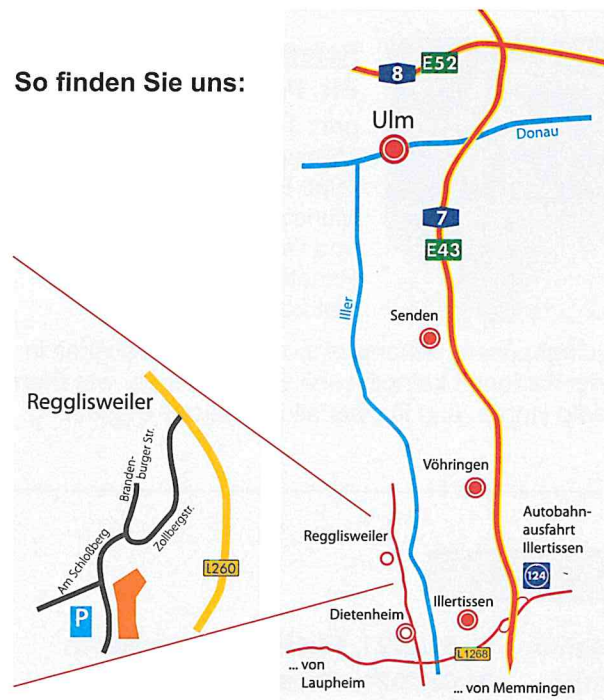 So finden Sie uns:
8
E52
Ulm
Donau
7
E43
Iller
Senden
Regglisweiler
Branden-
burger Str.
Zollbergstr.
Am Schloßberg
L260
P
Vöhringen
Autobahn-
ausfahrt
Illertissen
124
Regglisweiler
Dietenheim
Illertissen
L1268
... von
Laupheim
... von Memmingen